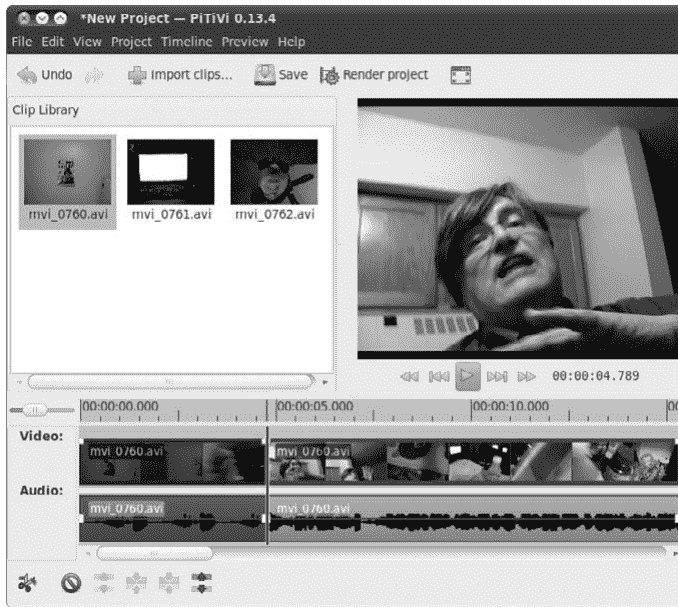 *New Project — PiTiVi 0.13.4
File Edit View Project Timeline Preview Help
Undo Import clips... Save Render project
Clip Library
mvi_0760.avi mvi_0761.avi mvi_0762.avi
00:00:04.789
00:00:00.000 00:00:05.000 00:00:10.000 00
Video:
mvi_0760.avi mvi_0760.avi
Audio:
mvi_0760.avi mvi_0760.avi